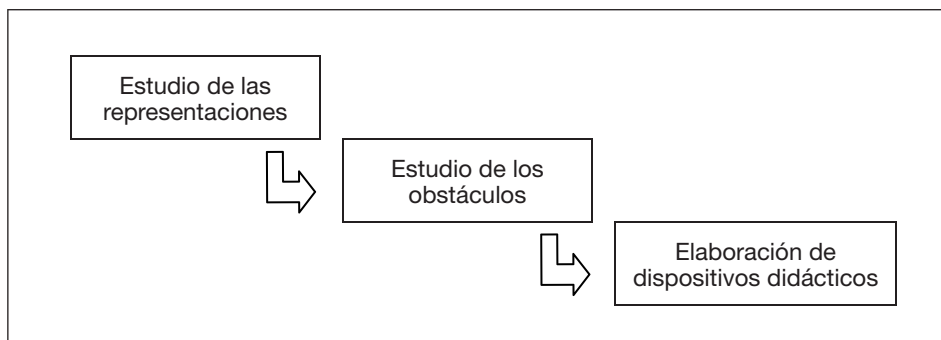 Estudio de las
representaciones
Estudio de los
obstáculos
Elaboración de
dispositivos didácticos